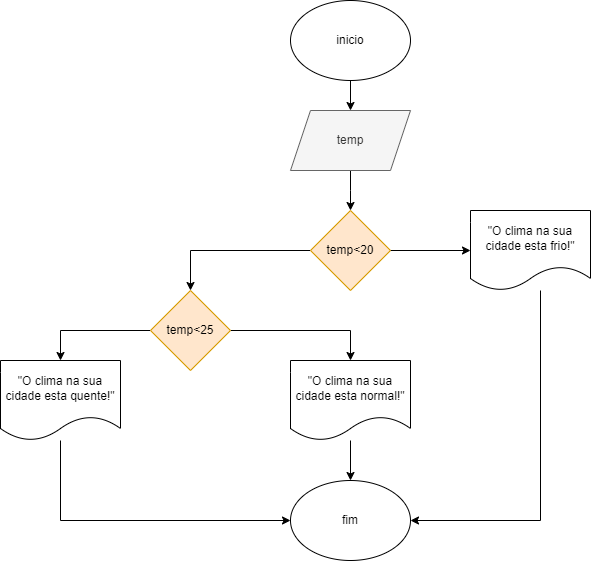 inicio
temp
temp<20
"O clima na sua
cidade esta frio!"
temp<25
"O clima na sua
cidade esta quente!"
"O clima na sua
cidade esta normal!"
fim